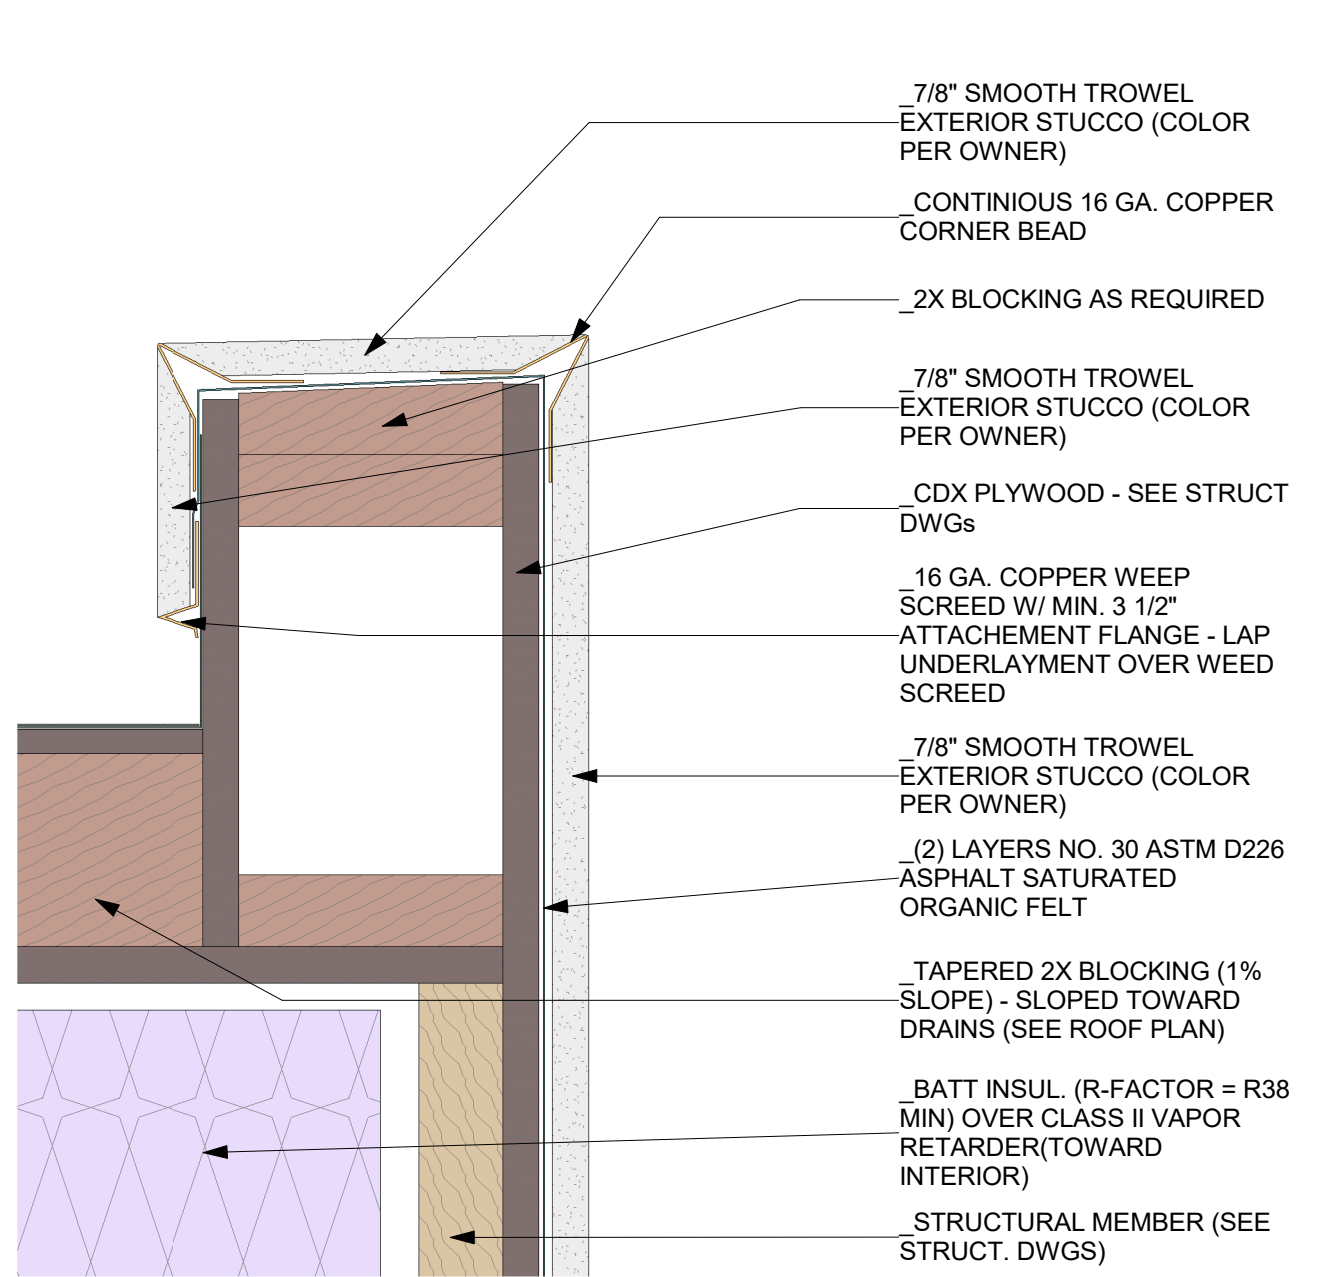 _7/8" SMOOTH TROWEL
EXTERIOR STUCCO (COLOR
PER OWNER)
_CONTINIOUS 16 GA. COPPER
CORNER BEAD
_2X BLOCKING AS REQUIRED
_7/8" SMOOTH TROWEL
EXTERIOR STUCCO (COLOR
PER OWNER)
_CDX PLYWOOD - SEE STRUCT
DWGs
_16 GA. COPPER WEEP
SCREED W/ MIN. 3 1/2"
ATTACHEMENT FLANGE - LAP
UNDERLAYMENT OVER WEED
SCREED
_7/8" SMOOTH TROWEL
EXTERIOR STUCCO (COLOR
PER OWNER)
_(2) LAYERS NO. 30 ASTM D226
ASPHALT SATURATED
ORGANIC FELT
_TAPERED 2X BLOCKING (1%
SLOPE) - SLOPED TOWARD
DRAINS (SEE ROOF PLAN)
_BATT INSUL. (R-FACTOR = R38
MIN) OVER CLASS II VAPOR
RETARDER(TOWARD
INTERIOR)
_STRUCTURAL MEMBER (SEE
STRUCT. DWGS)